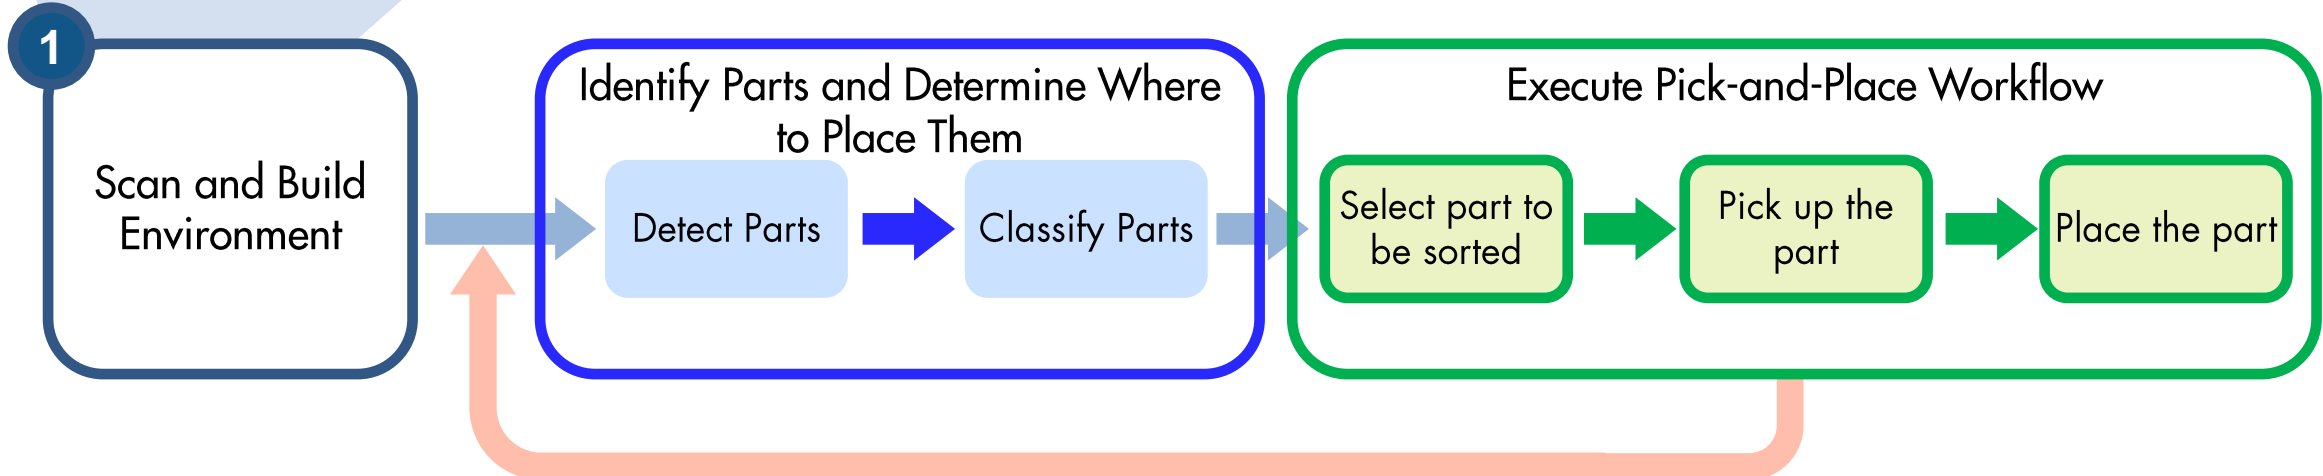 1
Scan and Build
Environment
Identify Parts and Determine Where
to Place Them
Detect Parts
Classify Parts
Execute Pick-and-Place Workflow
Select part to
be sorted
Pick up the
part
Place the part